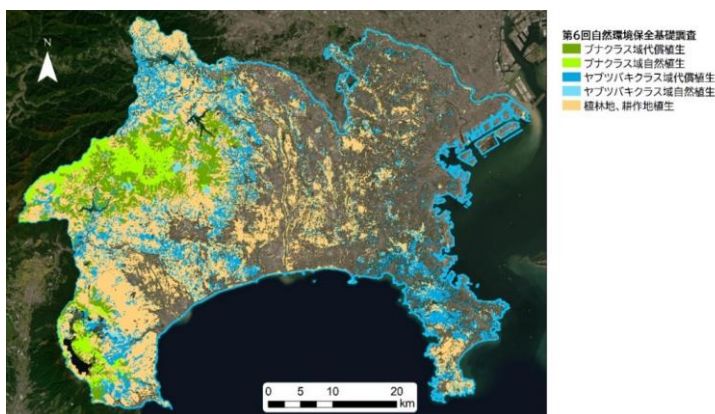 第6回自然環境保全基礎調査
ブナクラス域代償植生
ブナクラス域自然植生
ヤブツバキクラス域代償植生
ヤブツバキクラス域自然植生
植林地、耕作地植生
N
0 5 10 20
km